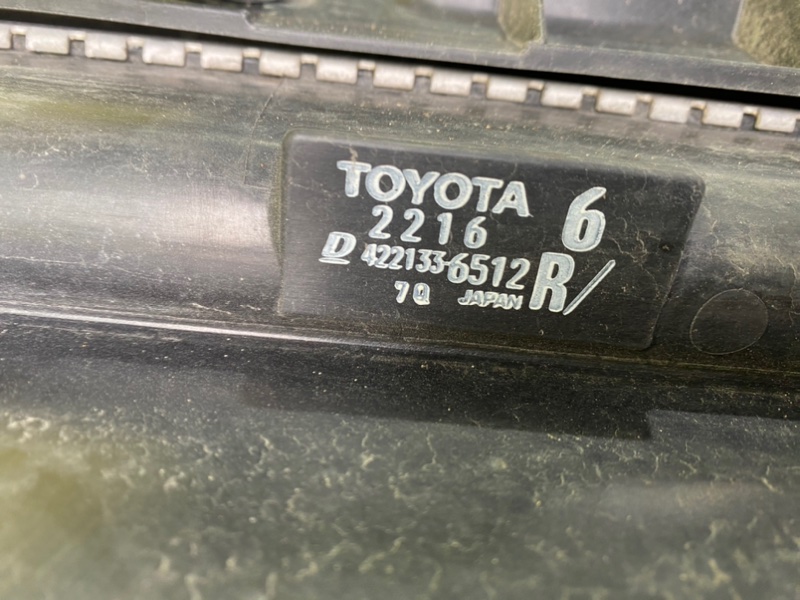 TOYOTA 6
2216
D 422133-6512 R/
7Q JAPAN